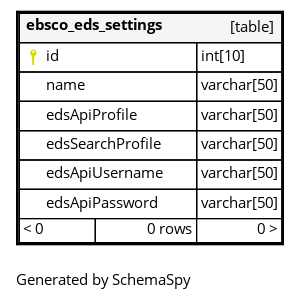 ebsco_eds_settings [table]
id int[10]
name varchar[50]
edsApiProfile varchar[50]
edsSearchProfile varchar[50]
edsApiUsername varchar[50]
edsApiPassword varchar[50]
< 0 0 rows 0 >
Generated by SchemaSpy